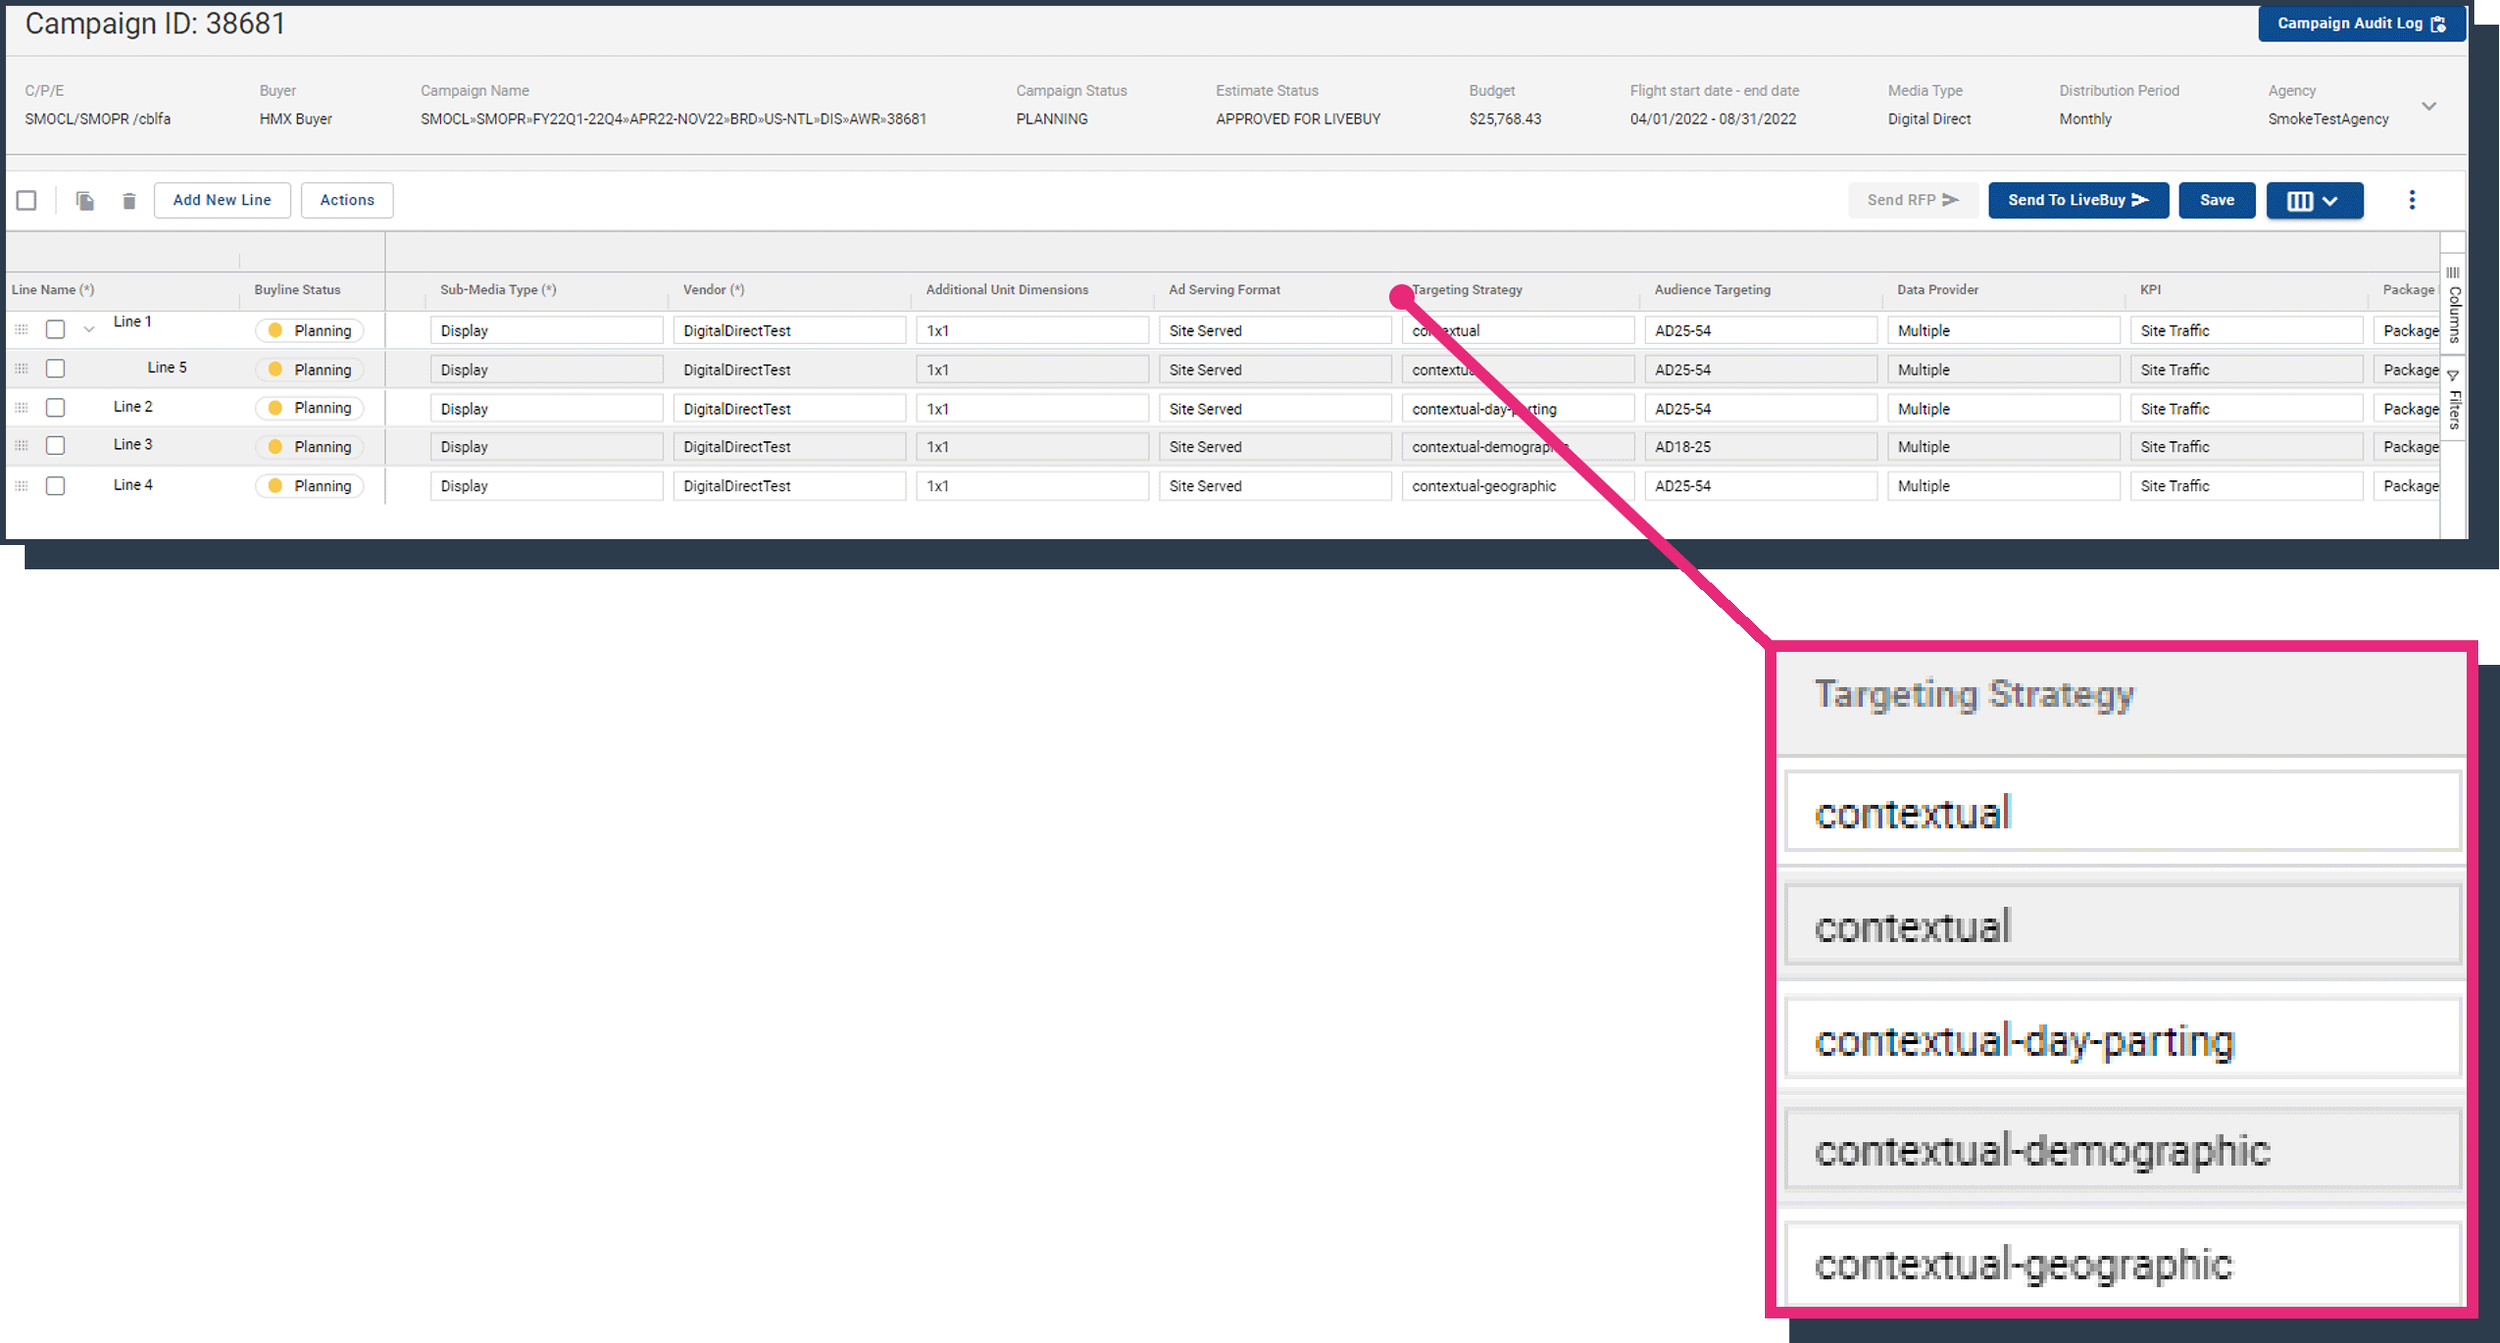 Campaign ID: 38681
Campaign Audit Log
C/P/E Buyer Campaign Name Campaign Status Estimate Status Budget Flight start date - end date Media Type Distribution Period Agency
SMOCL/SMOPR /cblfa HMX Buyer SMOCL»SMOPR»FY22Q1-22Q4»APR22-NOV22»BRD»US-NTL»DIS»AWR»38681 PLANNING APPROVED FOR LIVEBUY $25,768.43 04/01/2022 - 08/31/2022 Digital Direct Monthly SmokeTestAgency
Add New Line Actions Send RFP Send To LiveBuy Save
Line Name (*) Buyline Status Sub-Media Type (*) Vendor (*) Additional Unit Dimensions Ad Serving Format Targeting Strategy Audience Targeting Data Provider KPI Package
Line 1 Planning Display DigitalDirectTest 1x1 Site Served contextual AD25-54 Multiple Site Traffic Package
Line 5 Planning Display DigitalDirectTest 1x1 Site Served contextual AD25-54 Multiple Site Traffic Package
Line 2 Planning Display DigitalDirectTest 1x1 Site Served contextual-day-parting AD25-54 Multiple Site Traffic Package
Line 3 Planning Display DigitalDirectTest 1x1 Site Served contextual-demographic AD18-25 Multiple Site Traffic Package
Line 4 Planning Display DigitalDirectTest 1x1 Site Served contextual-geographic AD25-54 Multiple Site Traffic Package
Columns
Filters
Targeting Strategy
contextual
contextual
contextual-day-parting
contextual-demographic
contextual-geographic